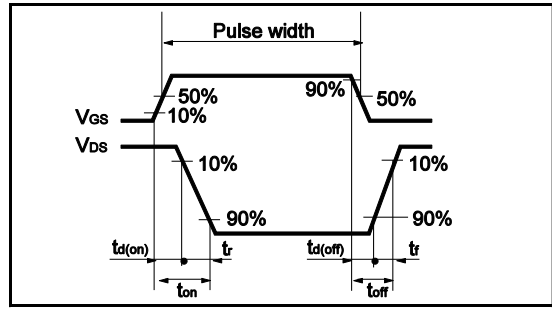 Pulse width
90%
50%
50%
VGS
10%
VDS
10%
10%
90%
90%
td(on)
tr
td(off)
tf
ton
toff